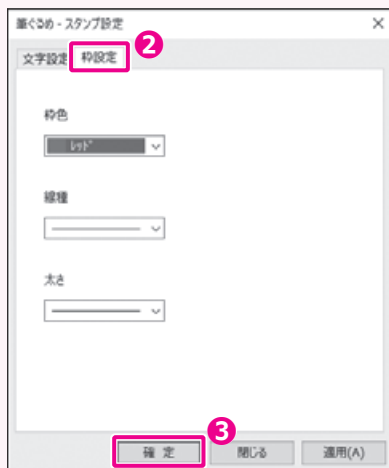 筆ぐるめ - スタンプ設定
文字設定 枠設定
2
枠色
レッド
線種
太さ
3
確定 閉じる 適用(A)